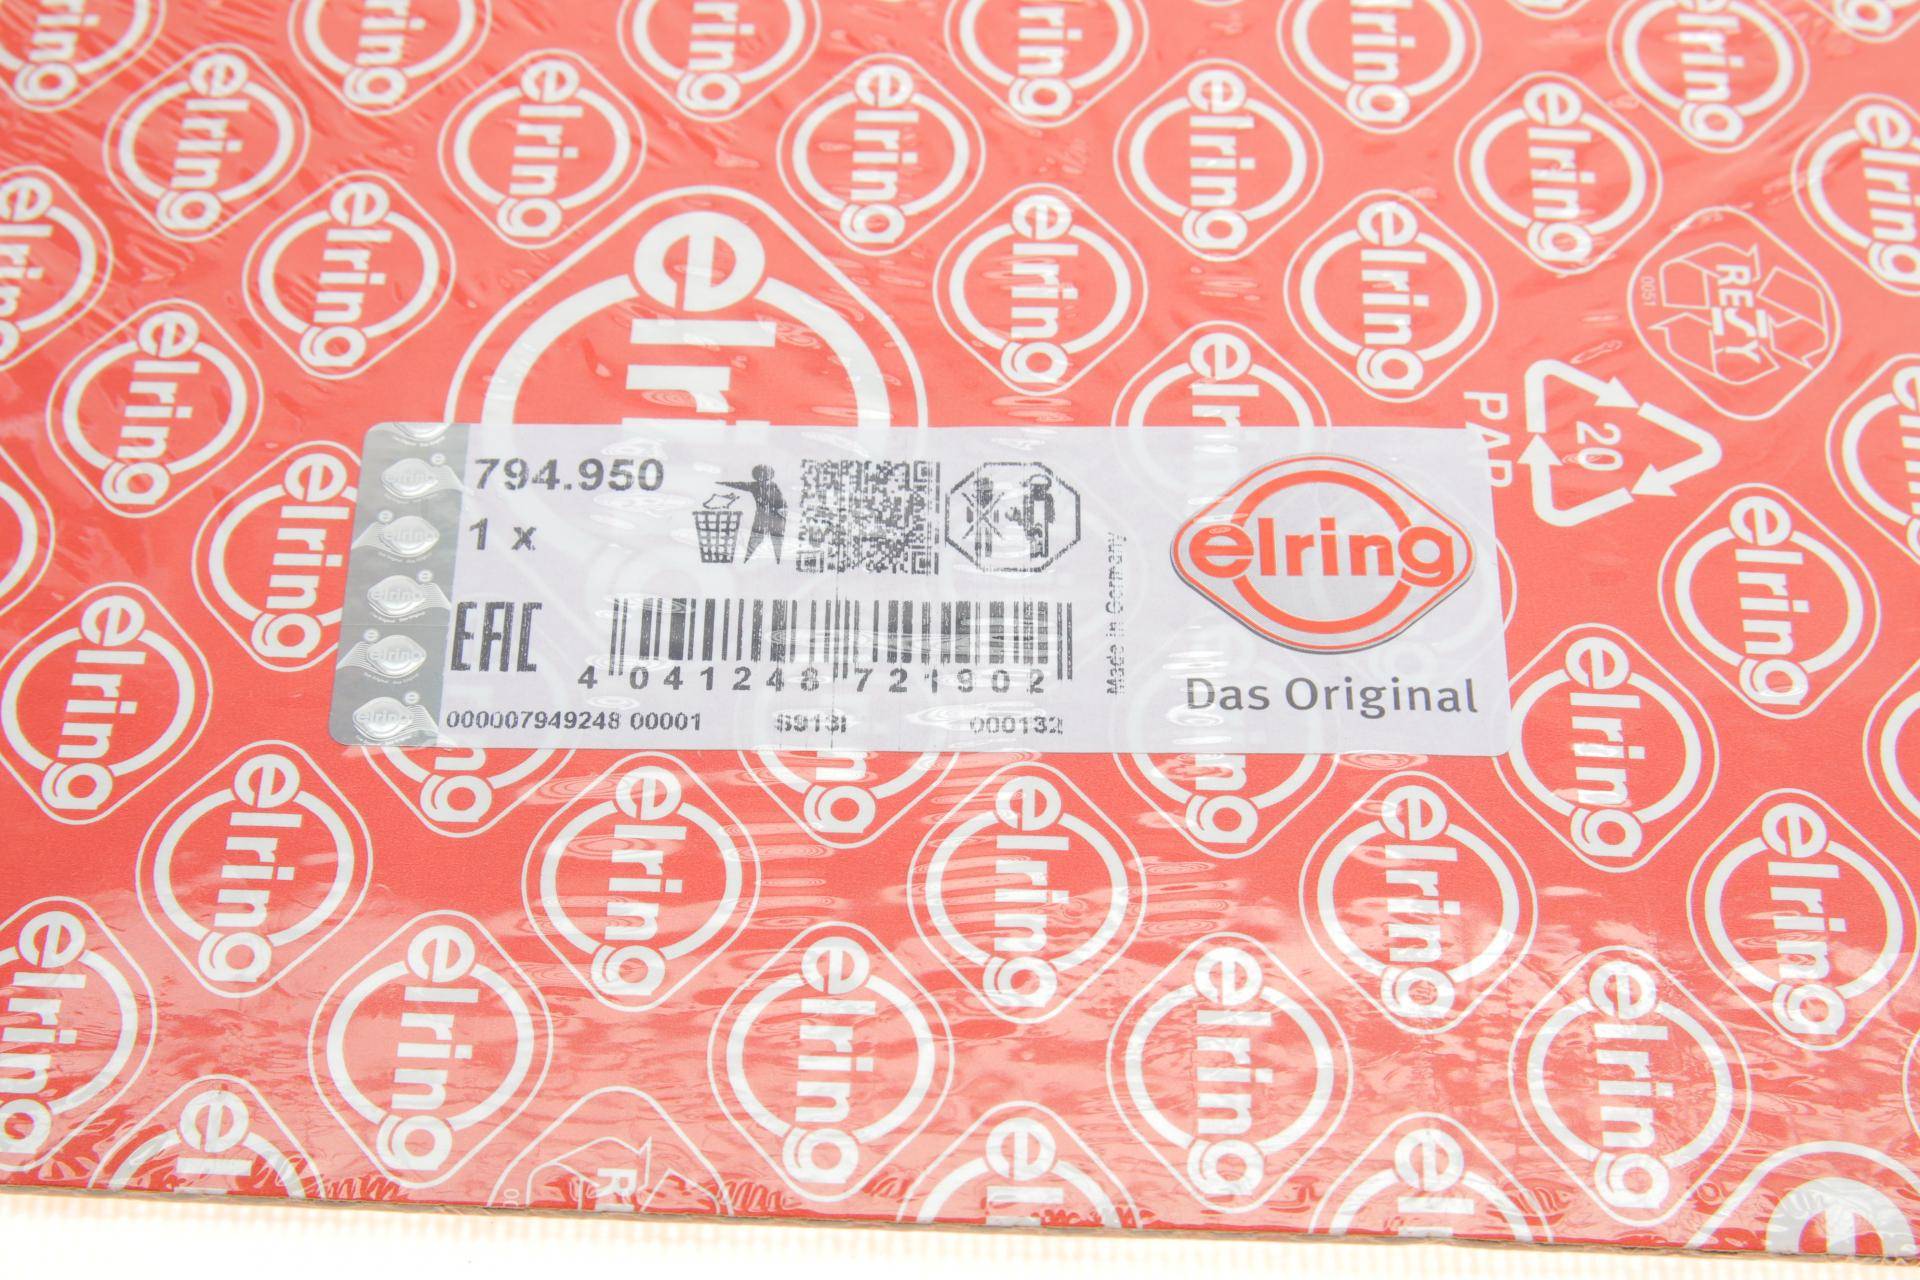 794.950
1 x
EAC
4 041248 721902
000007949248 00001
000132
Made in Germany
elring
Das Original
elring
PAP
20
RESY